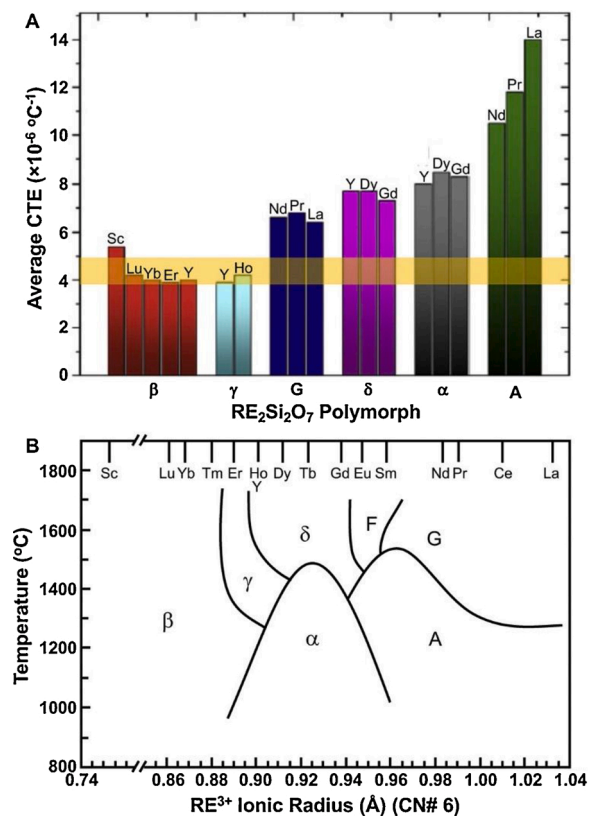 A
Average CTE (×10⁻⁶ ºC⁻¹)
14
12
10
8
6
4
2
0
Sc
Lu Yb Er Y
Y Ho
Nd Pr La
Y Dy Gd
Y Dy Gd
Nd Pr La
β γ G δ α A
RE₂Si₂O₇ Polymorph
B
Temperature (ºC)
1800
1600
1400
1200
1000
800
Sc Lu Yb Tm Er Ho Dy Tb Gd Eu Sm Nd Pr Ce La
Y
δ F G
γ
β α A
0.74 0.86 0.88 0.90 0.92 0.94 0.96 0.98 1.00 1.02 1.04
RE³⁺ Ionic Radius (Å) (CN# 6)